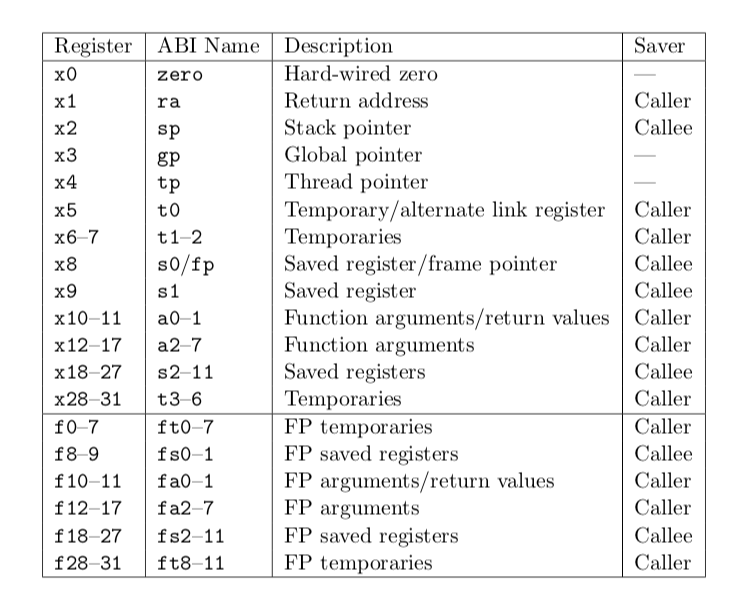 Register ABI Name Description Saver
x0 zero Hard-wired zero —
x1 ra Return address Caller
x2 sp Stack pointer Callee
x3 gp Global pointer —
x4 tp Thread pointer —
x5 t0 Temporary/alternate link register Caller
x6–7 t1–2 Temporaries Caller
x8 s0/fp Saved register/frame pointer Callee
x9 s1 Saved register Callee
x10–11 a0–1 Function arguments/return values Caller
x12–17 a2–7 Function arguments Caller
x18–27 s2–11 Saved registers Callee
x28–31 t3–6 Temporaries Caller
f0–7 ft0–7 FP temporaries Caller
f8–9 fs0–1 FP saved registers Callee
f10–11 fa0–1 FP arguments/return values Caller
f12–17 fa2–7 FP arguments Caller
f18–27 fs2–11 FP saved registers Callee
f28–31 ft8–11 FP temporaries Caller